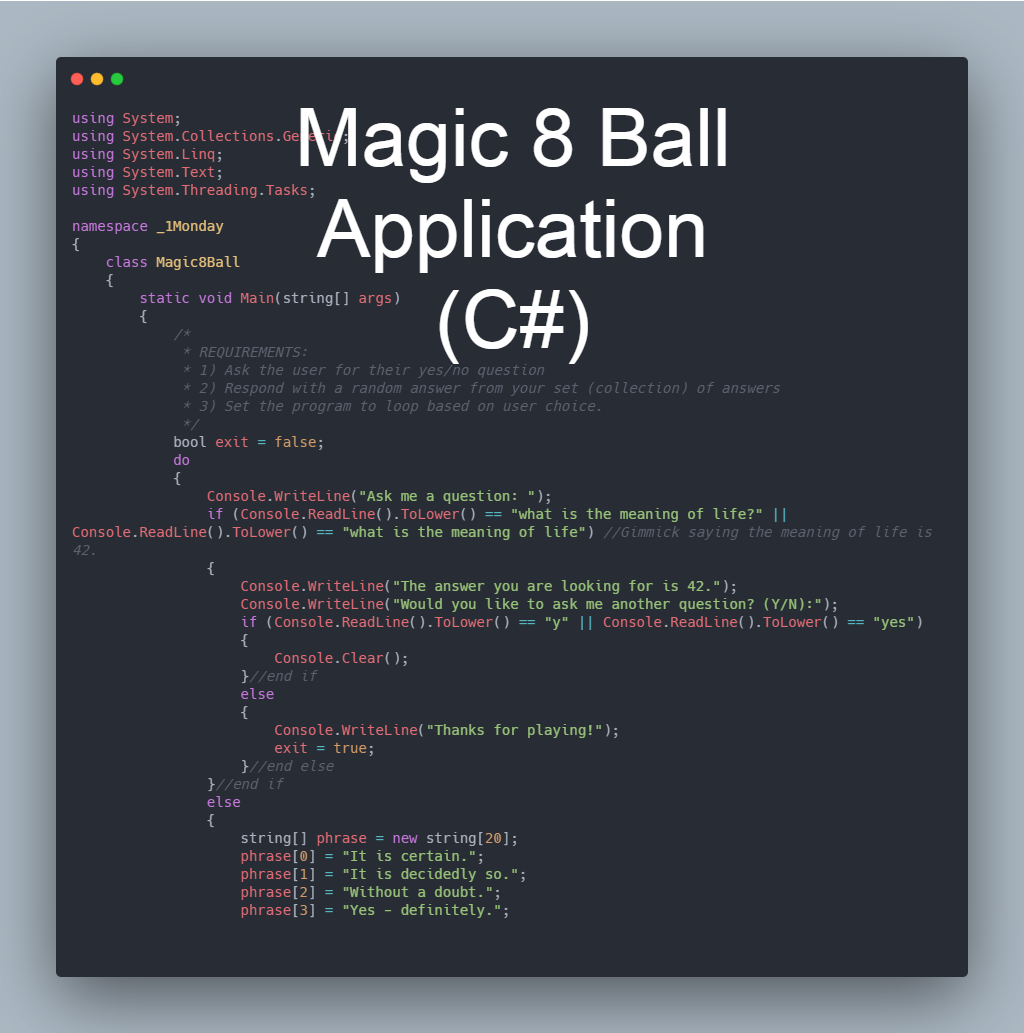 Magic 8 Ball
Application
(C#)
using System;
using System.Collections.Generic;
using System.Linq;
using System.Text;
using System.Threading.Tasks;
namespace _1Monday
{
class Magic8Ball
{
static void Main(string[] args)
{
/*
* REQUIREMENTS:
* 1) Ask the user for their yes/no question
* 2) Respond with a random answer from your set (collection) of answers
* 3) Set the program to loop based on user choice.
*/
bool exit = false;
do
{
Console.WriteLine("Ask me a question: ");
if (Console.ReadLine().ToLower() == "what is the meaning of life?" ||
Console.ReadLine().ToLower() == "what is the meaning of life") //Gimmick saying the meaning of life is
42.
{
Console.WriteLine("The answer you are looking for is 42.");
Console.WriteLine("Would you like to ask me another question? (Y/N):");
if (Console.ReadLine().ToLower() == "y" || Console.ReadLine().ToLower() == "yes")
{
Console.Clear();
}//end if
else
{
Console.WriteLine("Thanks for playing!");
exit = true;
}//end else
}//end if
else
{
string[] phrase = new string[20];
phrase[0] = "It is certain.";
phrase[1] = "It is decidedly so.";
phrase[2] = "Without a doubt.";
phrase[3] = "Yes - definitely.";